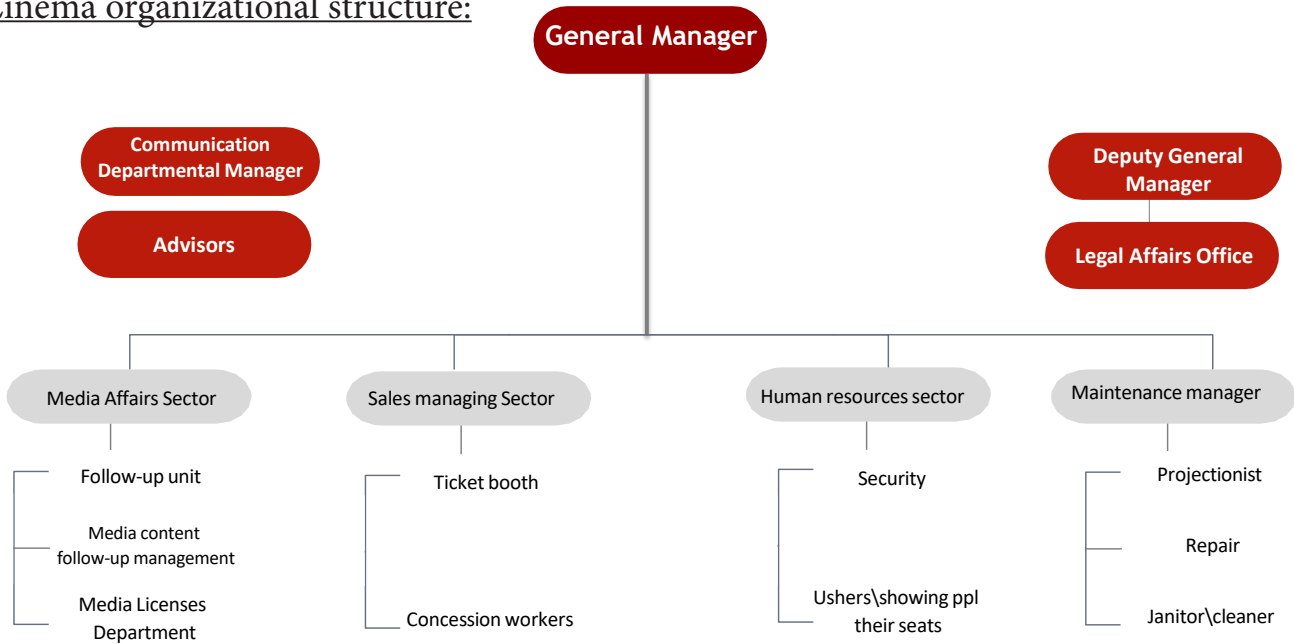 Cinema organizational structure:
General Manager
Communication
Departmental Manager
Advisors
Deputy General
Manager
Legal Affairs Office
Media Affairs Sector
Sales managing Sector
Human resources sector
Maintenance manager
Follow-up unit
Media content
follow-up management
Media Licenses
Department
Ticket booth
Concession workers
Security
Ushers\showing ppl
their seats
Projectionist
Repair
Janitor\cleaner